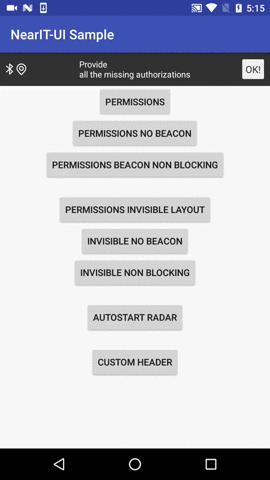 5:15
NearIT-UI Sample
Provide
all the missing authorizations
OK!
PERMISSIONS
PERMISSIONS NO BEACON
PERMISSIONS BEACON NON BLOCKING
PERMISSIONS INVISIBLE LAYOUT
INVISIBLE NO BEACON
INVISIBLE NON BLOCKING
AUTOSTART RADAR
CUSTOM HEADER